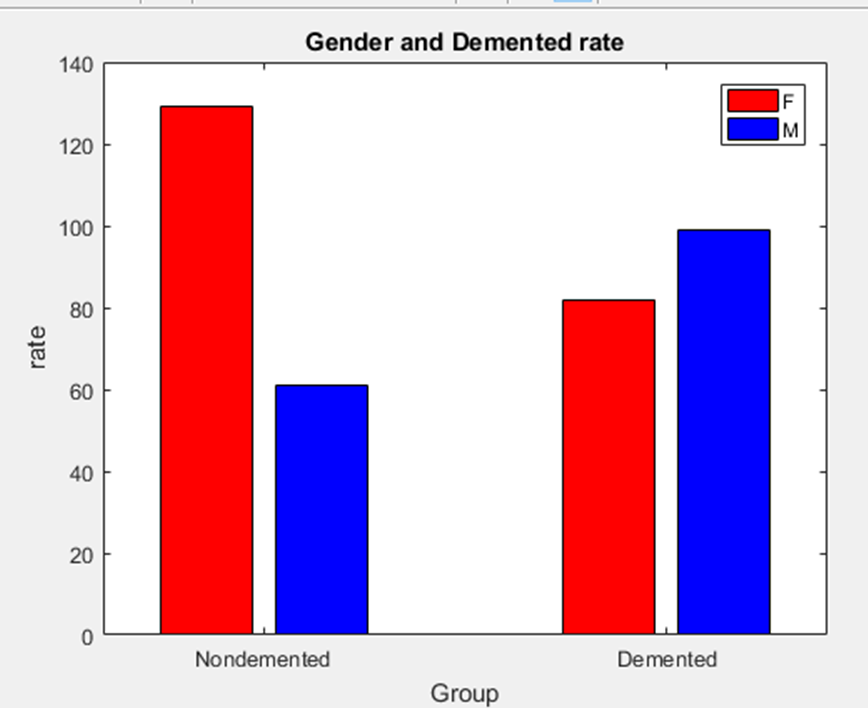 Gender and Demented rate
140
120
100
80
60
40
20
0
rate
F
M
Nondemented Demented
Group